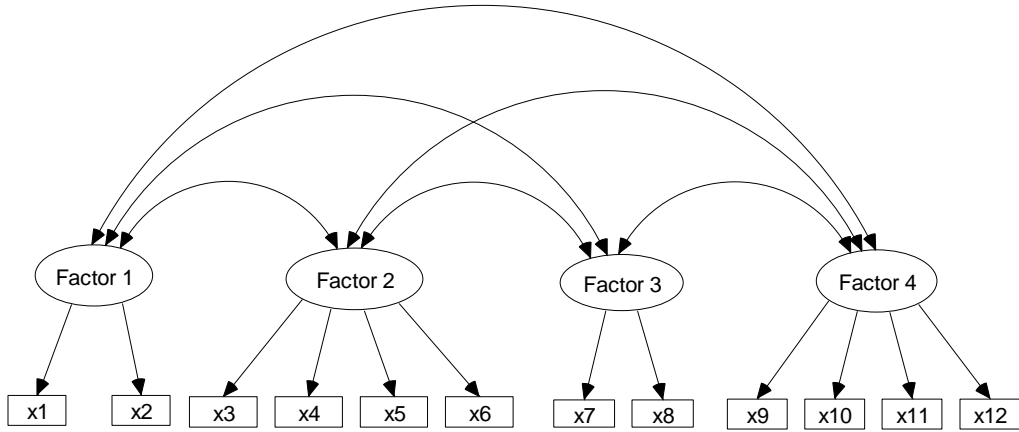 Factor 1
Factor 2
Factor 3
Factor 4
x1
x2
x3
x4
x5
x6
x7
x8
x9
x10
x11
x12